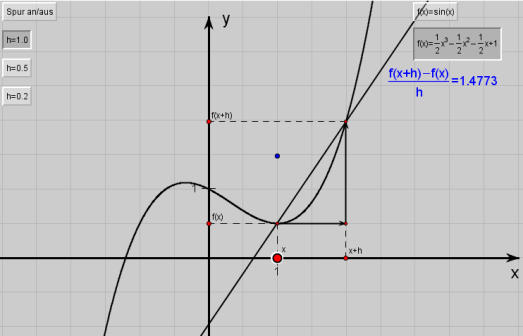 Spur an/aus
h=1.0
h=0.5
h=0.2
y
f(x)=sin(x)
f(x)=1/2x³-1/2x²-1/2x+1
f(x+h)-f(x)/h=1.4773
f(x+h)
1
f(x)
x
x+h
1
x